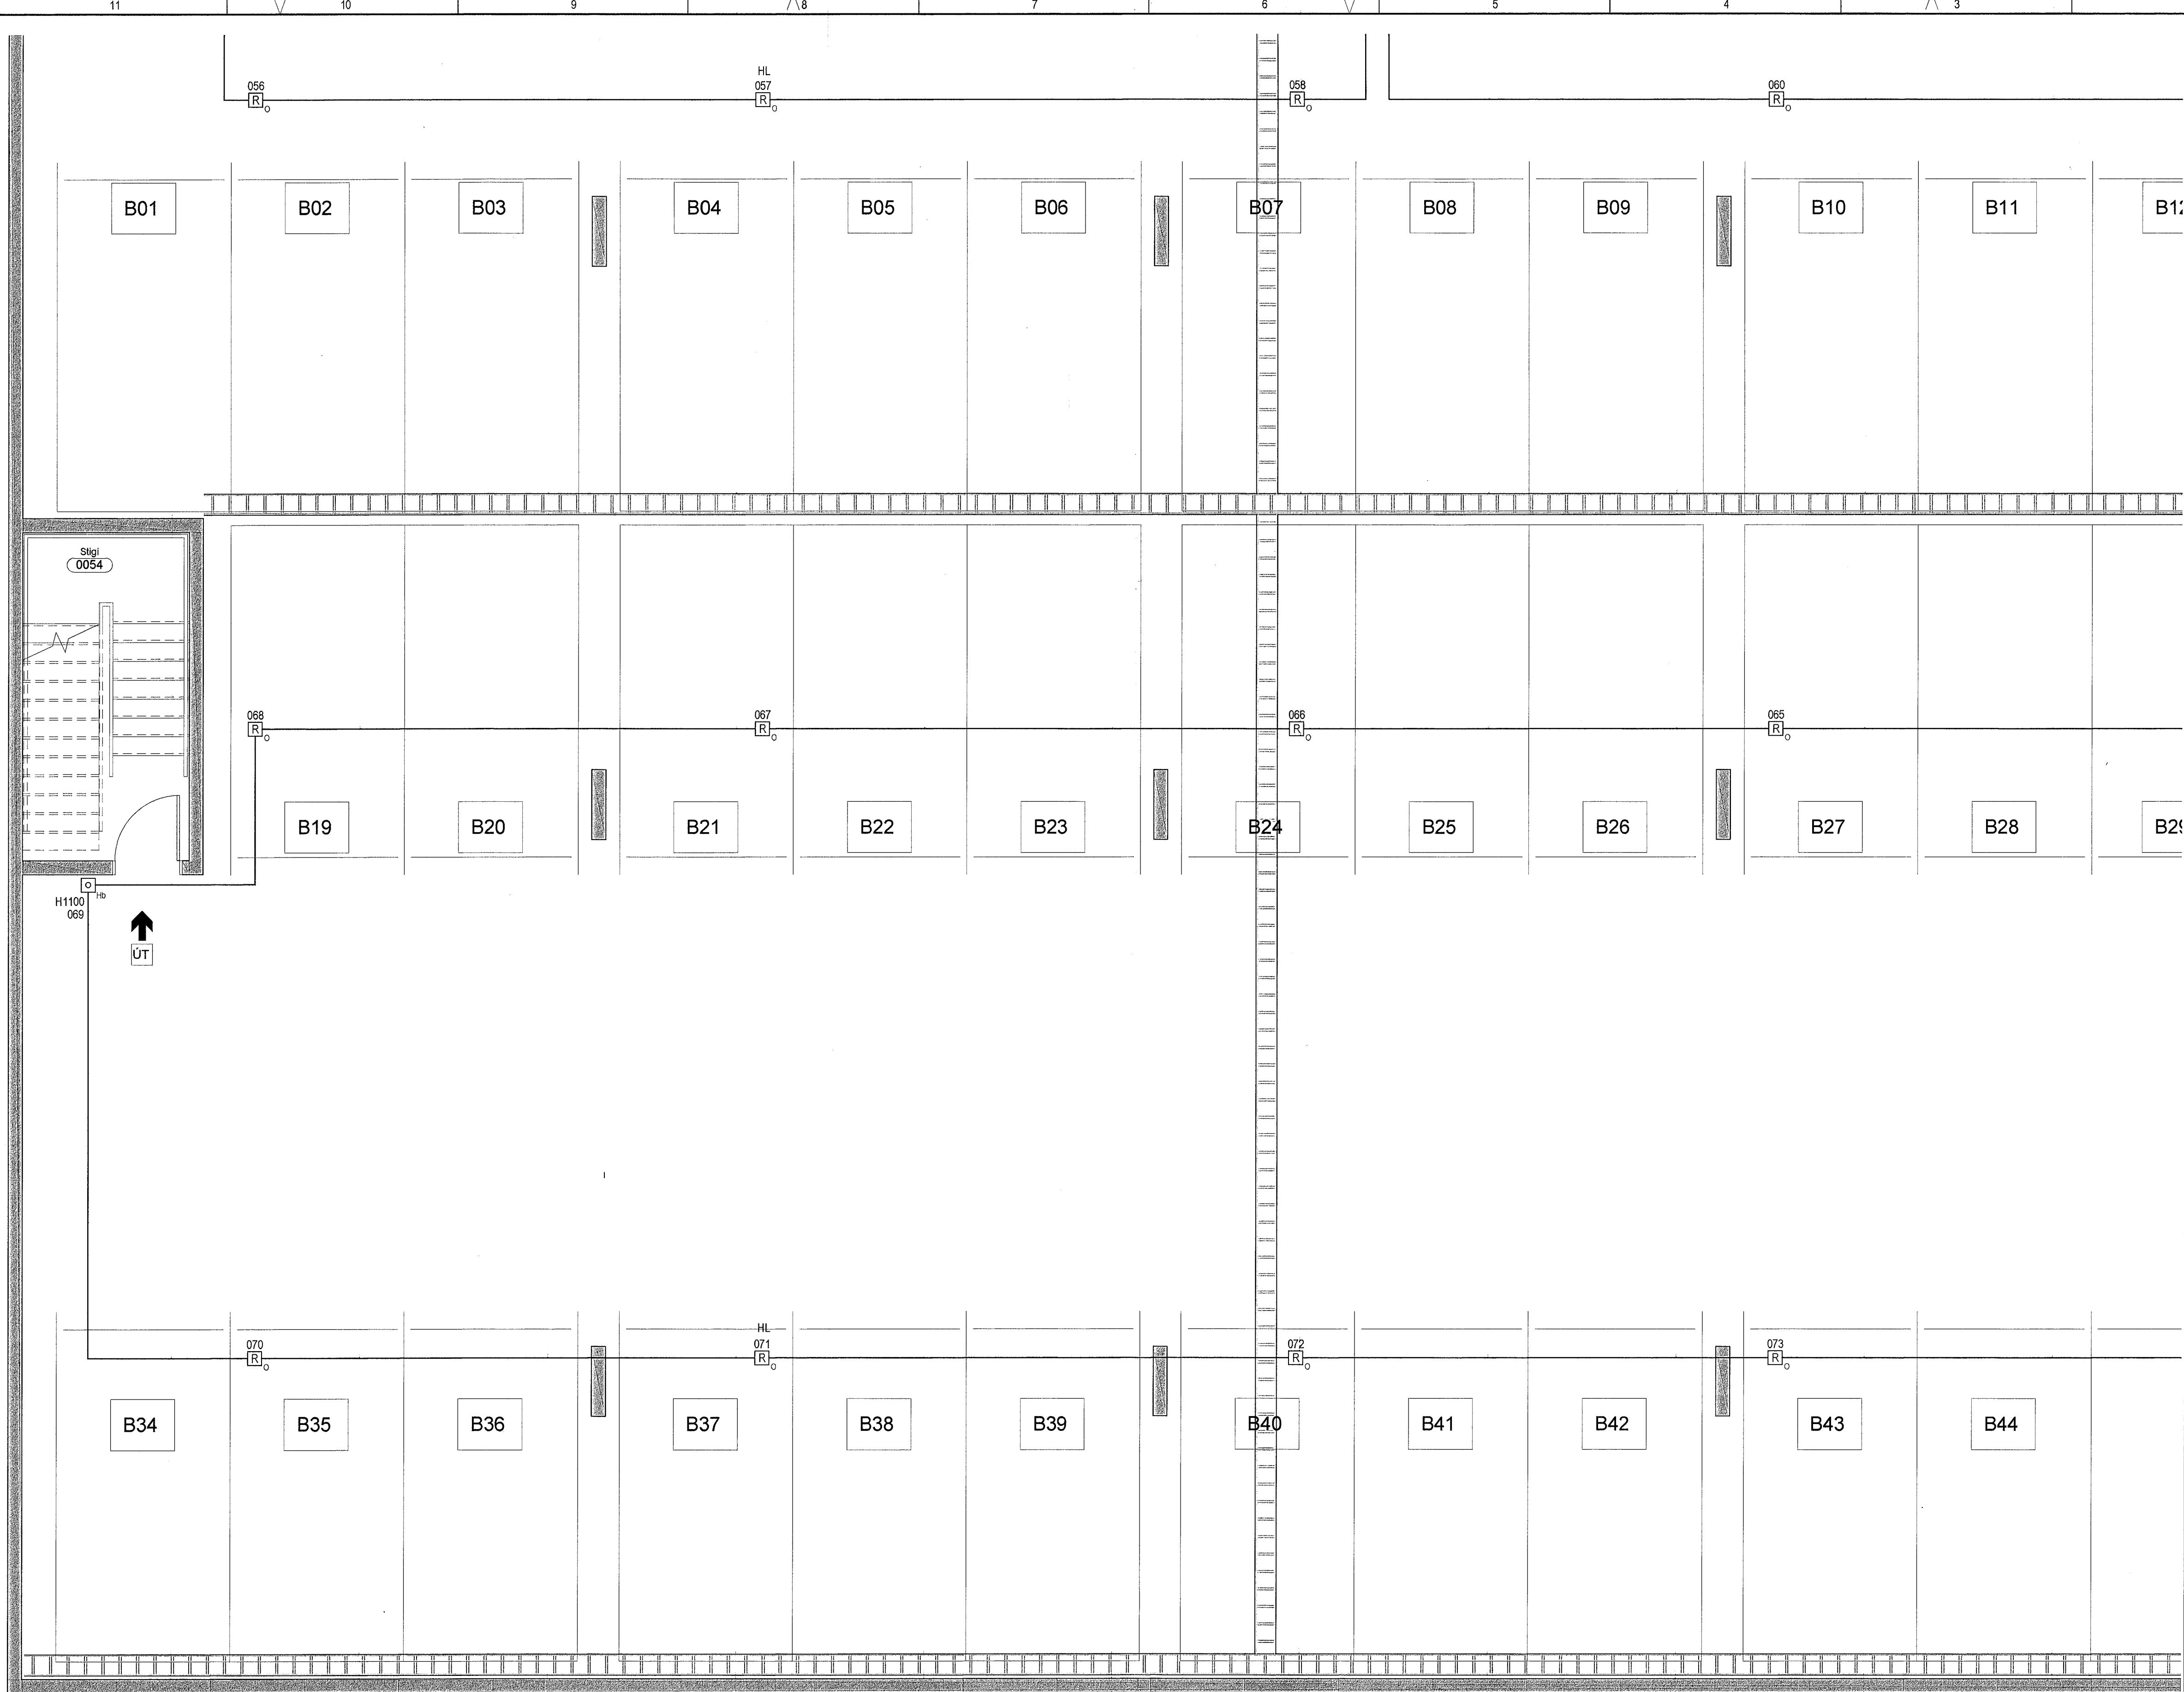 11 10 9 8 7 6 5 4 3
HL
056 057 058 060
R O R O R O R O
B01 B02 B03 B04 B05 B06 B07 B08 B09 B10 B11
Stigi
0054
068 067 066 065
R O R O R O R O
B19 B20 B21 B22 B23 B24 B25 B26 B27 B28
Hb
H1100
069
ÚT
HL
070 071 072 073
R O R O R O R O
B34 B35 B36 B37 B38 B39 B40 B41 B42 B43 B44